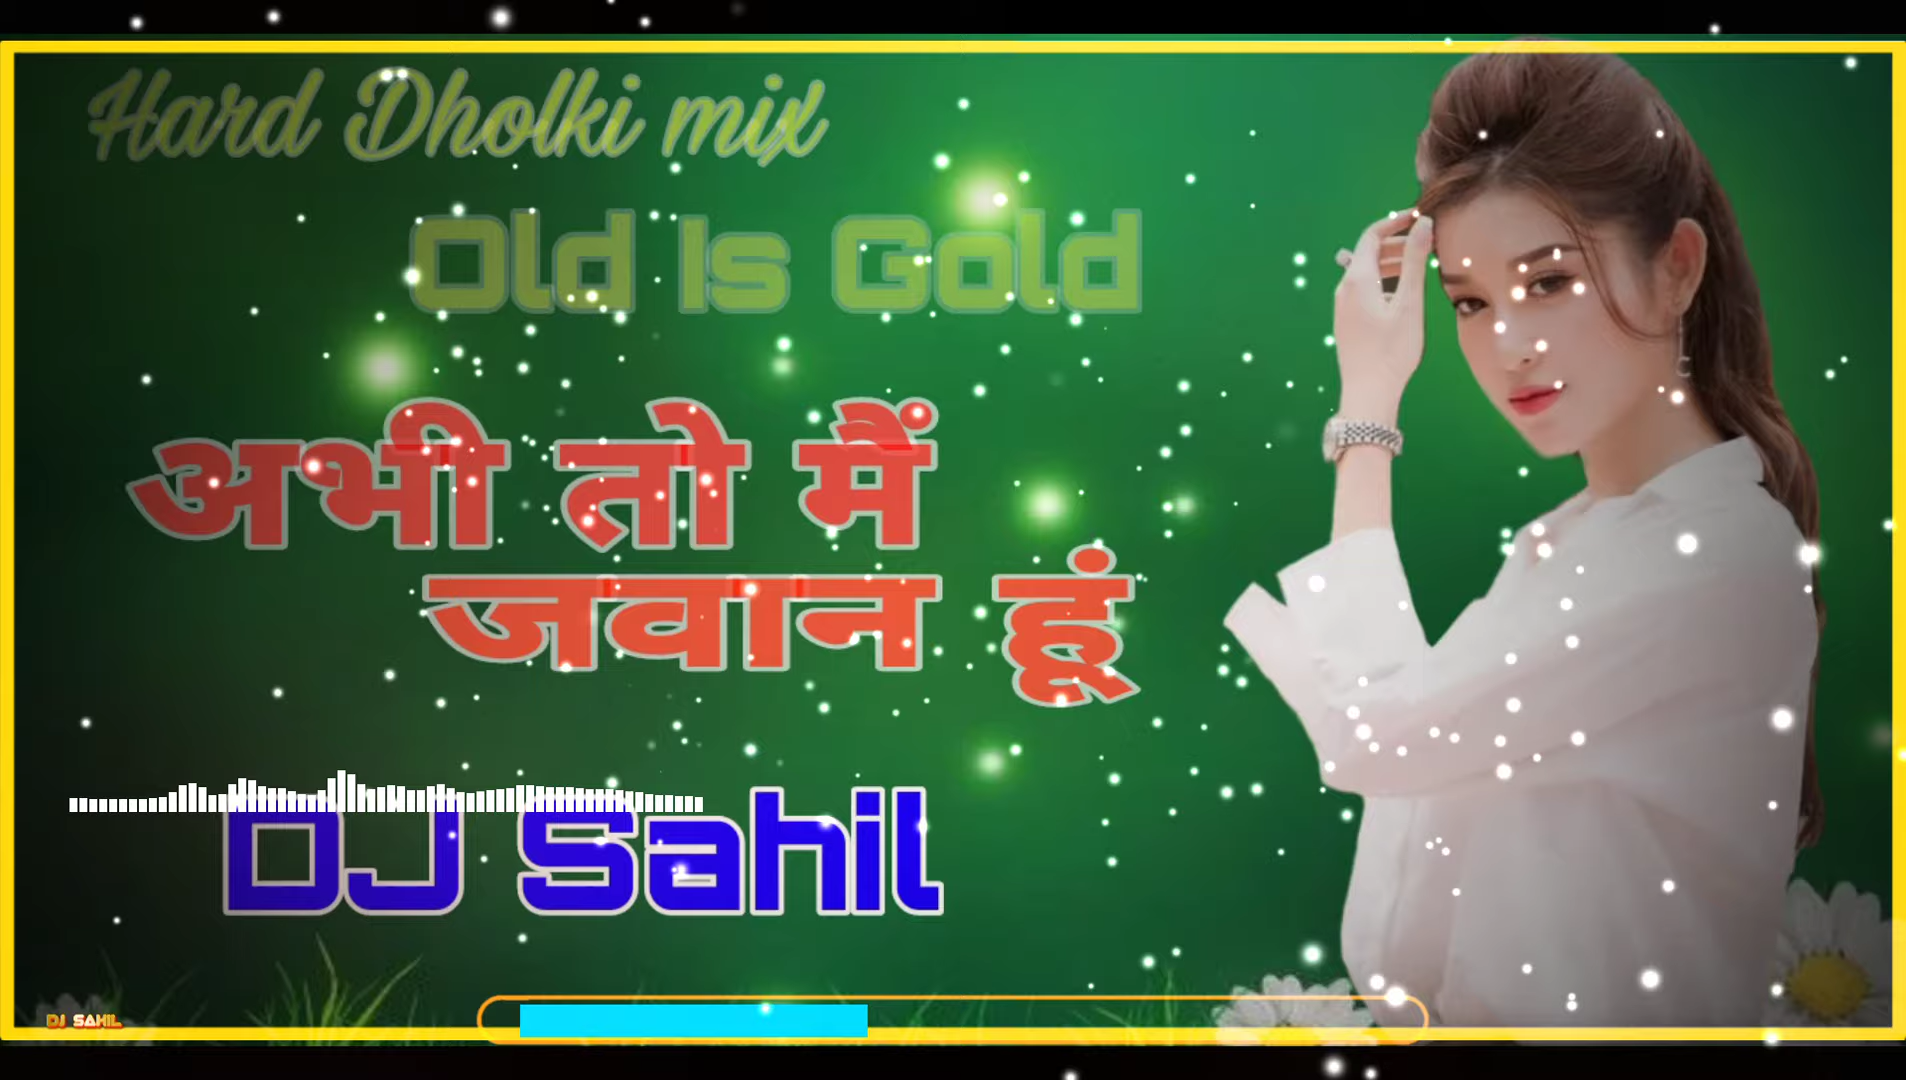 Hard Dholki mix
Old Is Gold
अभी तो मैं
जवान हूं
DJ Sahil
DJ SAHIL